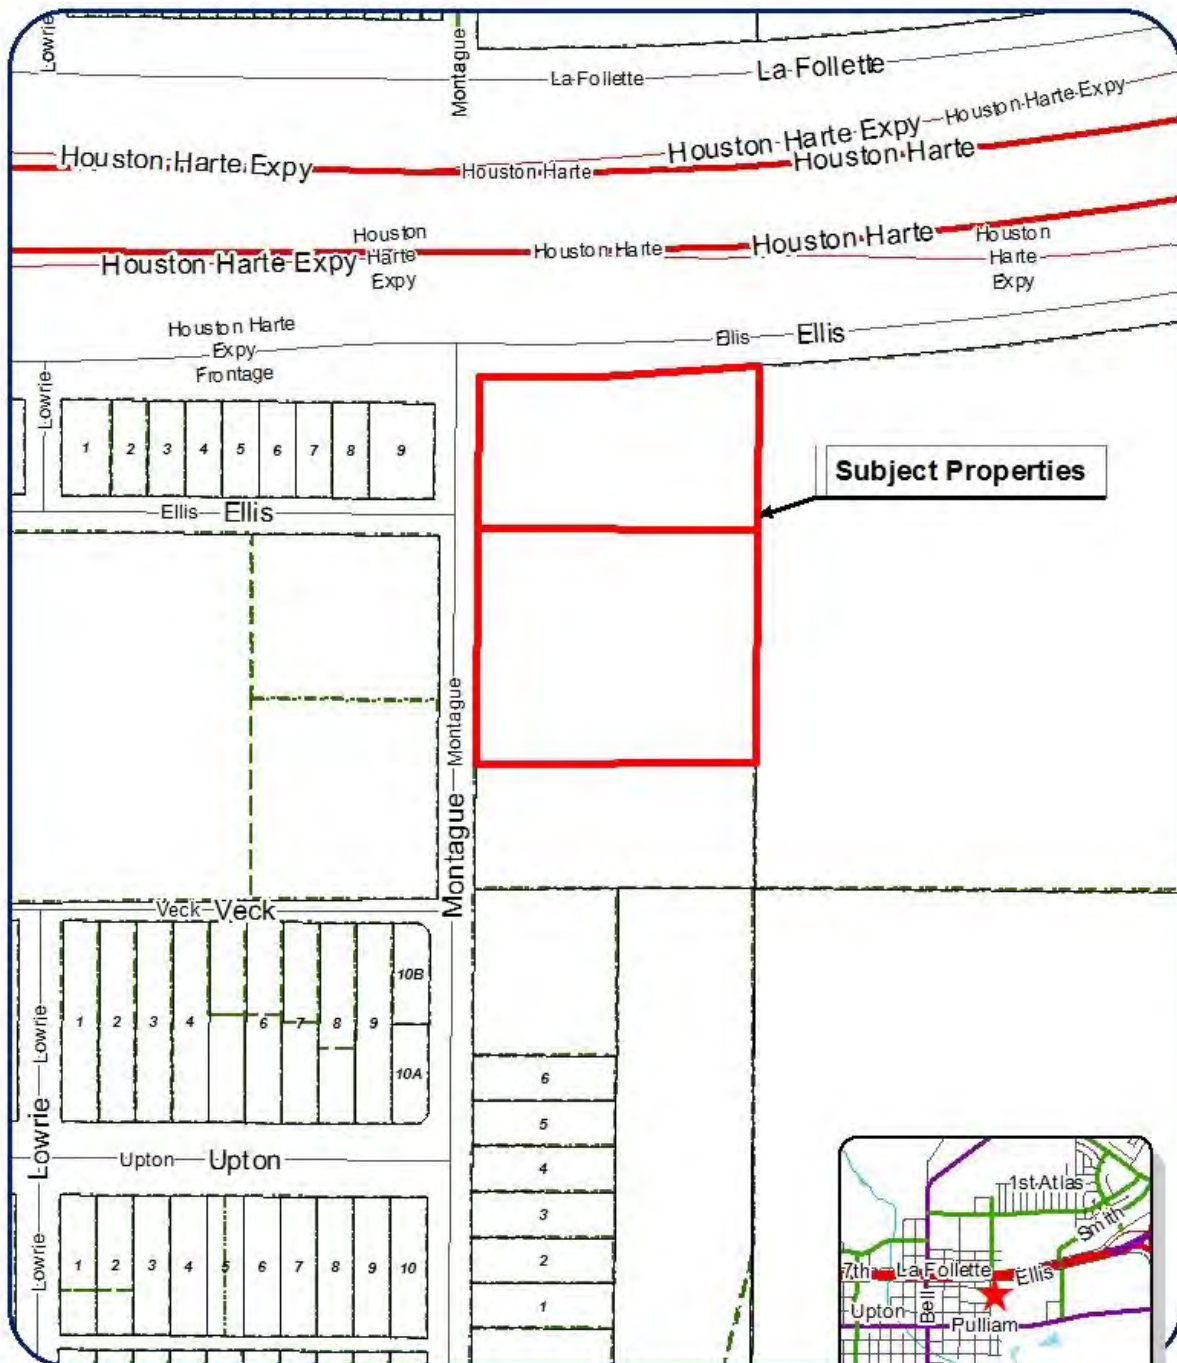 Lowrie
Montague
La Follette
La Follette
Houston Harte Expy
Houston Harte Expy
Houston Harte Expy
Houston Harte
Houston Harte
Houston Harte Expy
Houston
Harte
Expy
Houston Harte
Houston Harte
Houston
Harte
Expy
Houston Harte
Expy
Frontage
Ellis
Ellis
Lowrie
1 2 3 4 5 6 7 8 9
Subject Properties
Ellis
Ellis
Montague
Montague
Veck
Veck
1 2 3 4 6 7 8 9 10B
10A
Lowrie
Lowrie
Upton
Upton
6
5
4
3
2
1
Lowrie
1 2 3 4 5 6 7 8 9 10
1st Atlas
Smith
7th
La Follette
Ellis
Upton
Bell
Pulliam